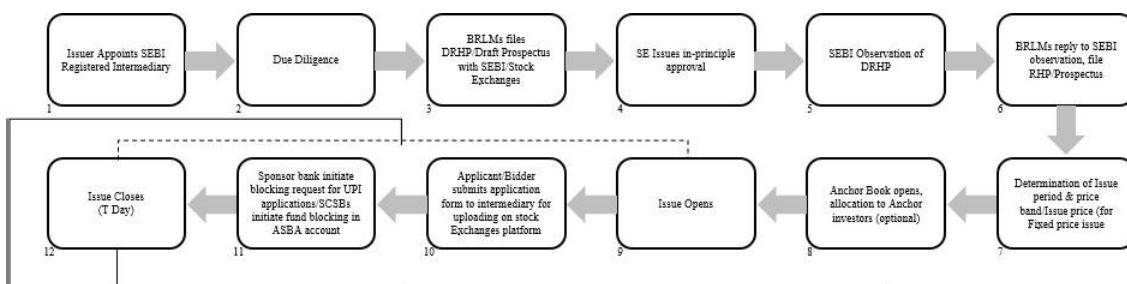 Issuer Appoints SEBI
Registered Intermediary
1
Due Diligence
2
BRLMs files
DRHP/Draft Prospectus
with SEBI/Stock
Exchanges
3
SE Issues in-principle
approval
4
SEBI Observation of
DRHP
5
BRLMs reply to SEBI
observation, file
RHP/Prospectus
6
Determination of Issue
period & price
band/Issue price (for
Fixed price issue
7
Anchor Book opens,
allocation to Anchor
investors (optional)
8
Issue Opens
9
Applicant/Bidder
submits application
form to intermediary for
uploading on stock
Exchanges platform
10
Sponsor bank initiate
blocking request for UPI
applications/SCSBs
initiate fund blocking in
ASBA account
11
Issue Closes
(T Day)
12